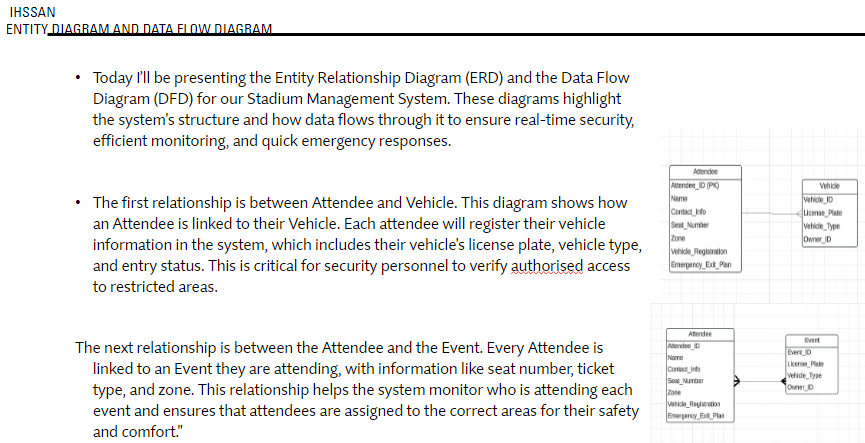 IHSSAN
ENTITY DIAGRAM AND DATA FLOW DIAGRAM
• Today I'll be presenting the Entity Relationship Diagram (ERD) and the Data Flow
Diagram (DFD) for our Stadium Management System. These diagrams highlight
the system's structure and how data flows through it to ensure real-time security,
efficient monitoring, and quick emergency responses.
• The first relationship is between Attendee and Vehicle. This diagram shows how
an Attendee is linked to their Vehicle. Each attendee will register their vehicle
information in the system, which includes their vehicle's license plate, vehicle type,
and entry status. This is critical for security personnel to verify authorised access
to restricted areas.
The next relationship is between the Attendee and the Event. Every Attendee is
linked to an Event they are attending, with information like seat number, ticket
type, and zone. This relationship helps the system monitor who is attending each
event and ensures that attendees are assigned to the correct areas for their safety
and comfort."
Attendee
Attendee_ID (PK)
Name
Contact_Info
Seat_Number
Zone
Vehicle_Registration
Emergency_Exit_Plan
Vehicle
Vehicle_ID
License_Plate
Vehicle_Type
Owner_ID
Attendee
Attendee_ID
Name
Contact_Info
Seat_Number
Zone
Vehicle_Registration
Emergency_Exit_Plan
Event
Event_ID
License_Plate
Vehicle_Type
Owner_ID